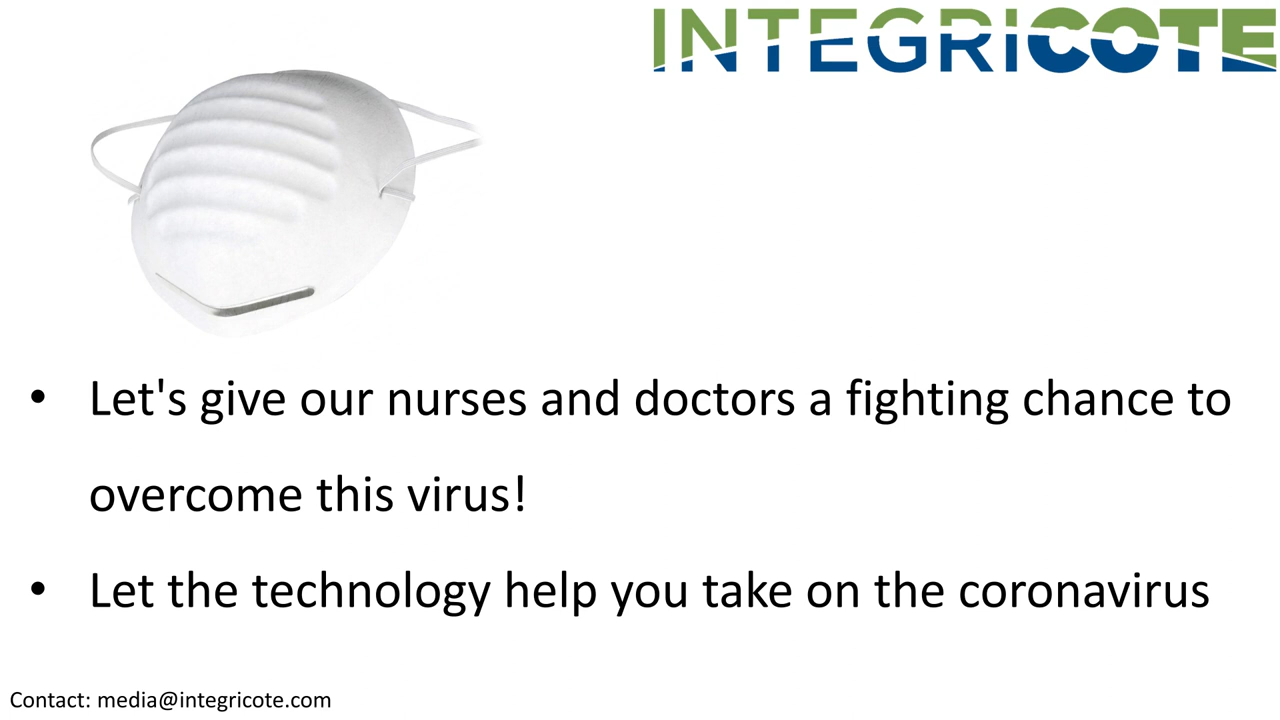 INTEGRICOTE
• Let's give our nurses and doctors a fighting chance to
overcome this virus!
• Let the technology help you take on the coronavirus
Contact: media@integricote.com